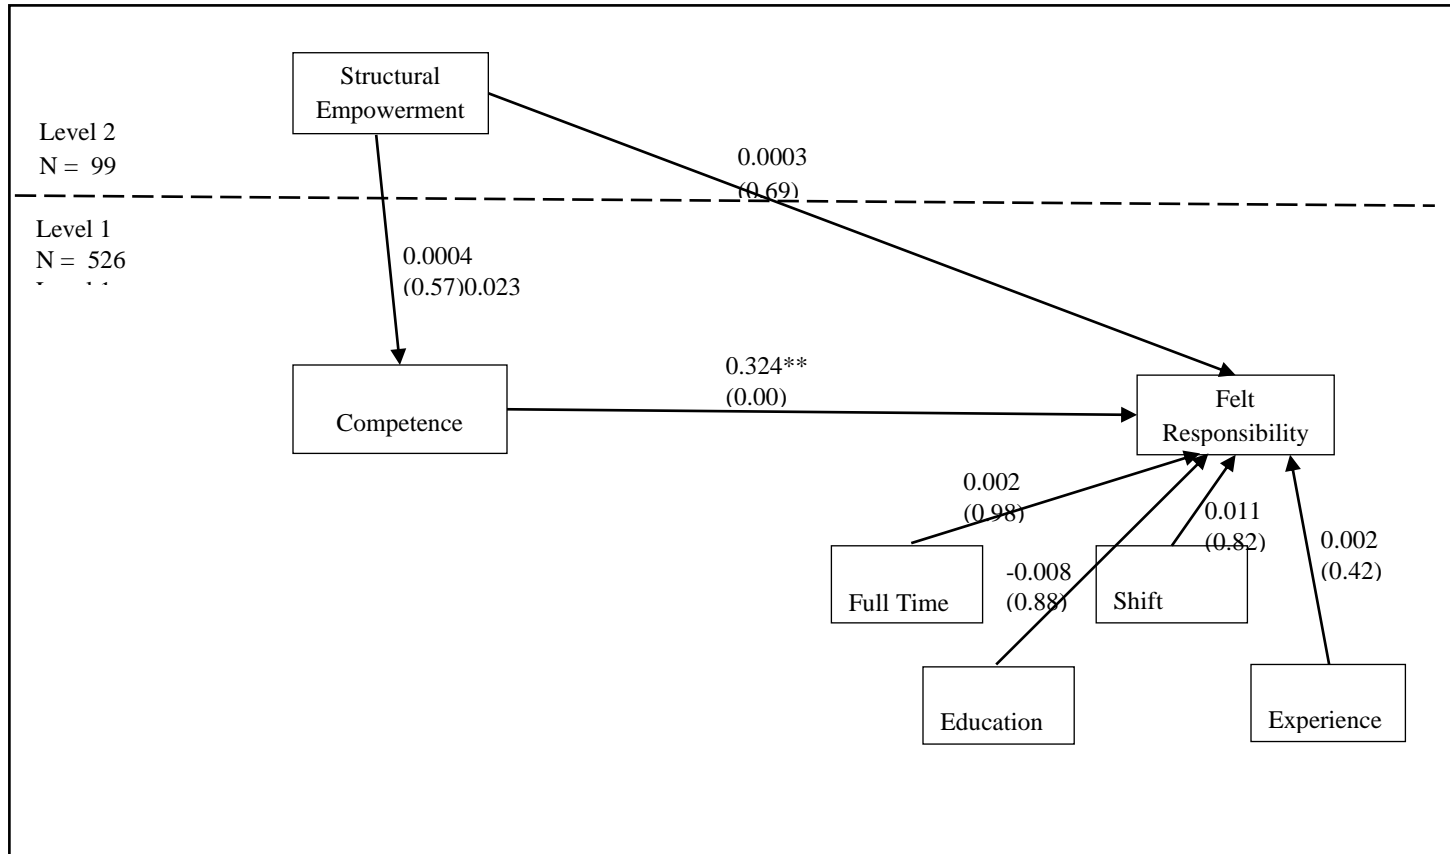 Structural
Empowerment
Level 2
N = 99
0.0003
(0.69)
Level 1
N = 526
Level 1
0.0004
(0.57)0.023
0.324**
(0.00)
Competence
Felt
Responsibility
0.002
(0.98)
0.011
(0.82)
0.002
(0.42)
-0.008
(0.88)
Full Time
Shift
Education
Experience